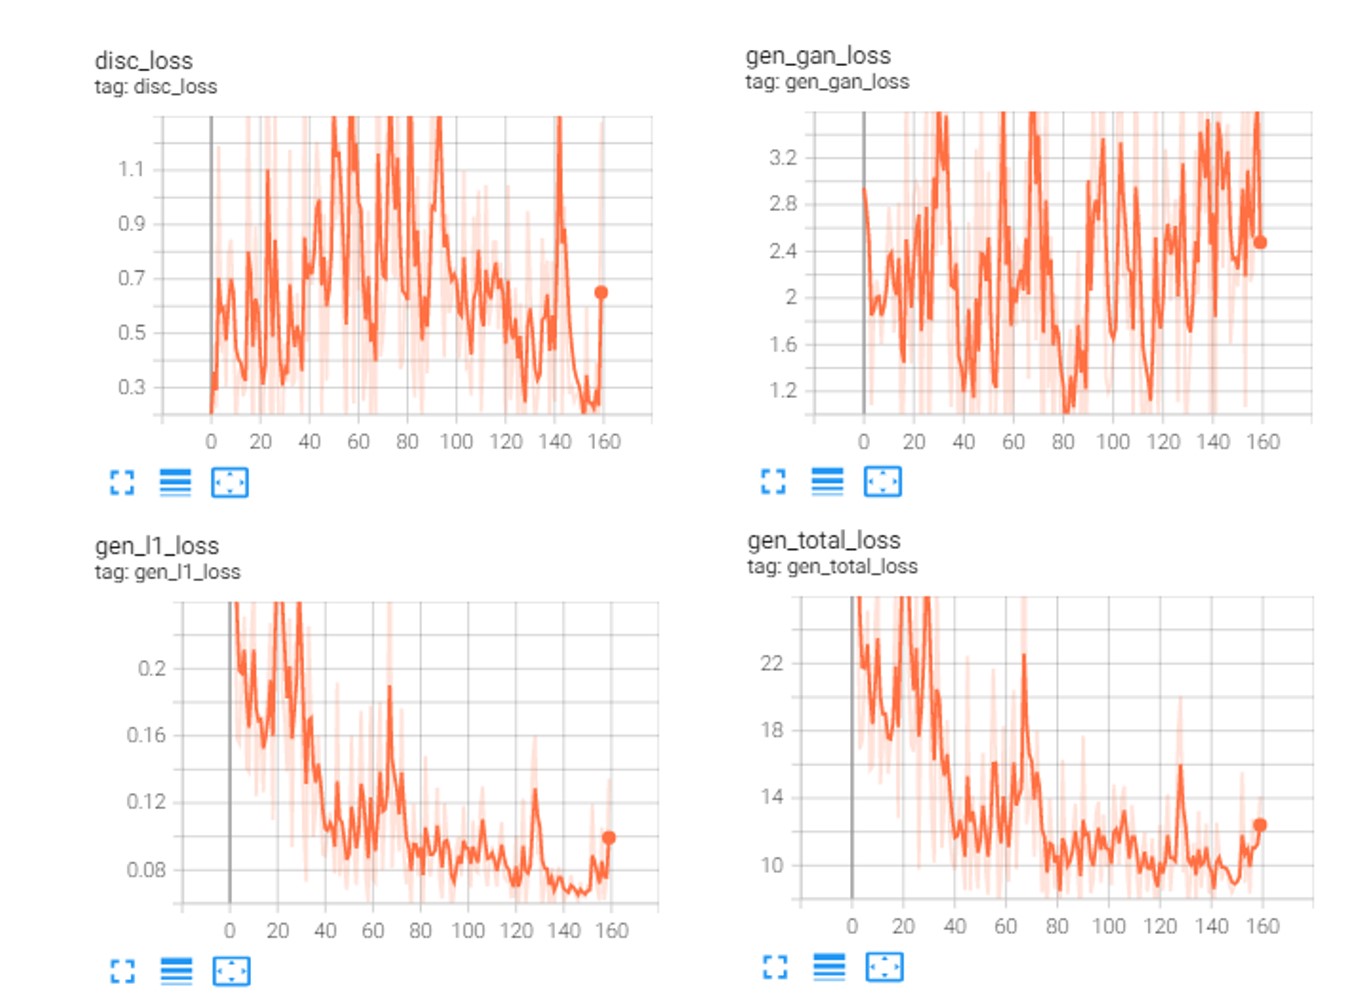 disc_loss
tag: disc_loss
1.1
0.9
0.7
0.5
0.3
0 20 40 60 80 100 120 140 160
gen_gan_loss
tag: gen_gan_loss
3.2
2.8
2.4
2
1.6
1.2
0 20 40 60 80 100 120 140 160
gen_l1_loss
tag: gen_l1_loss
0.2
0.16
0.12
0.08
0 20 40 60 80 100 120 140 160
gen_total_loss
tag: gen_total_loss
22
18
14
10
0 20 40 60 80 100 120 140 160